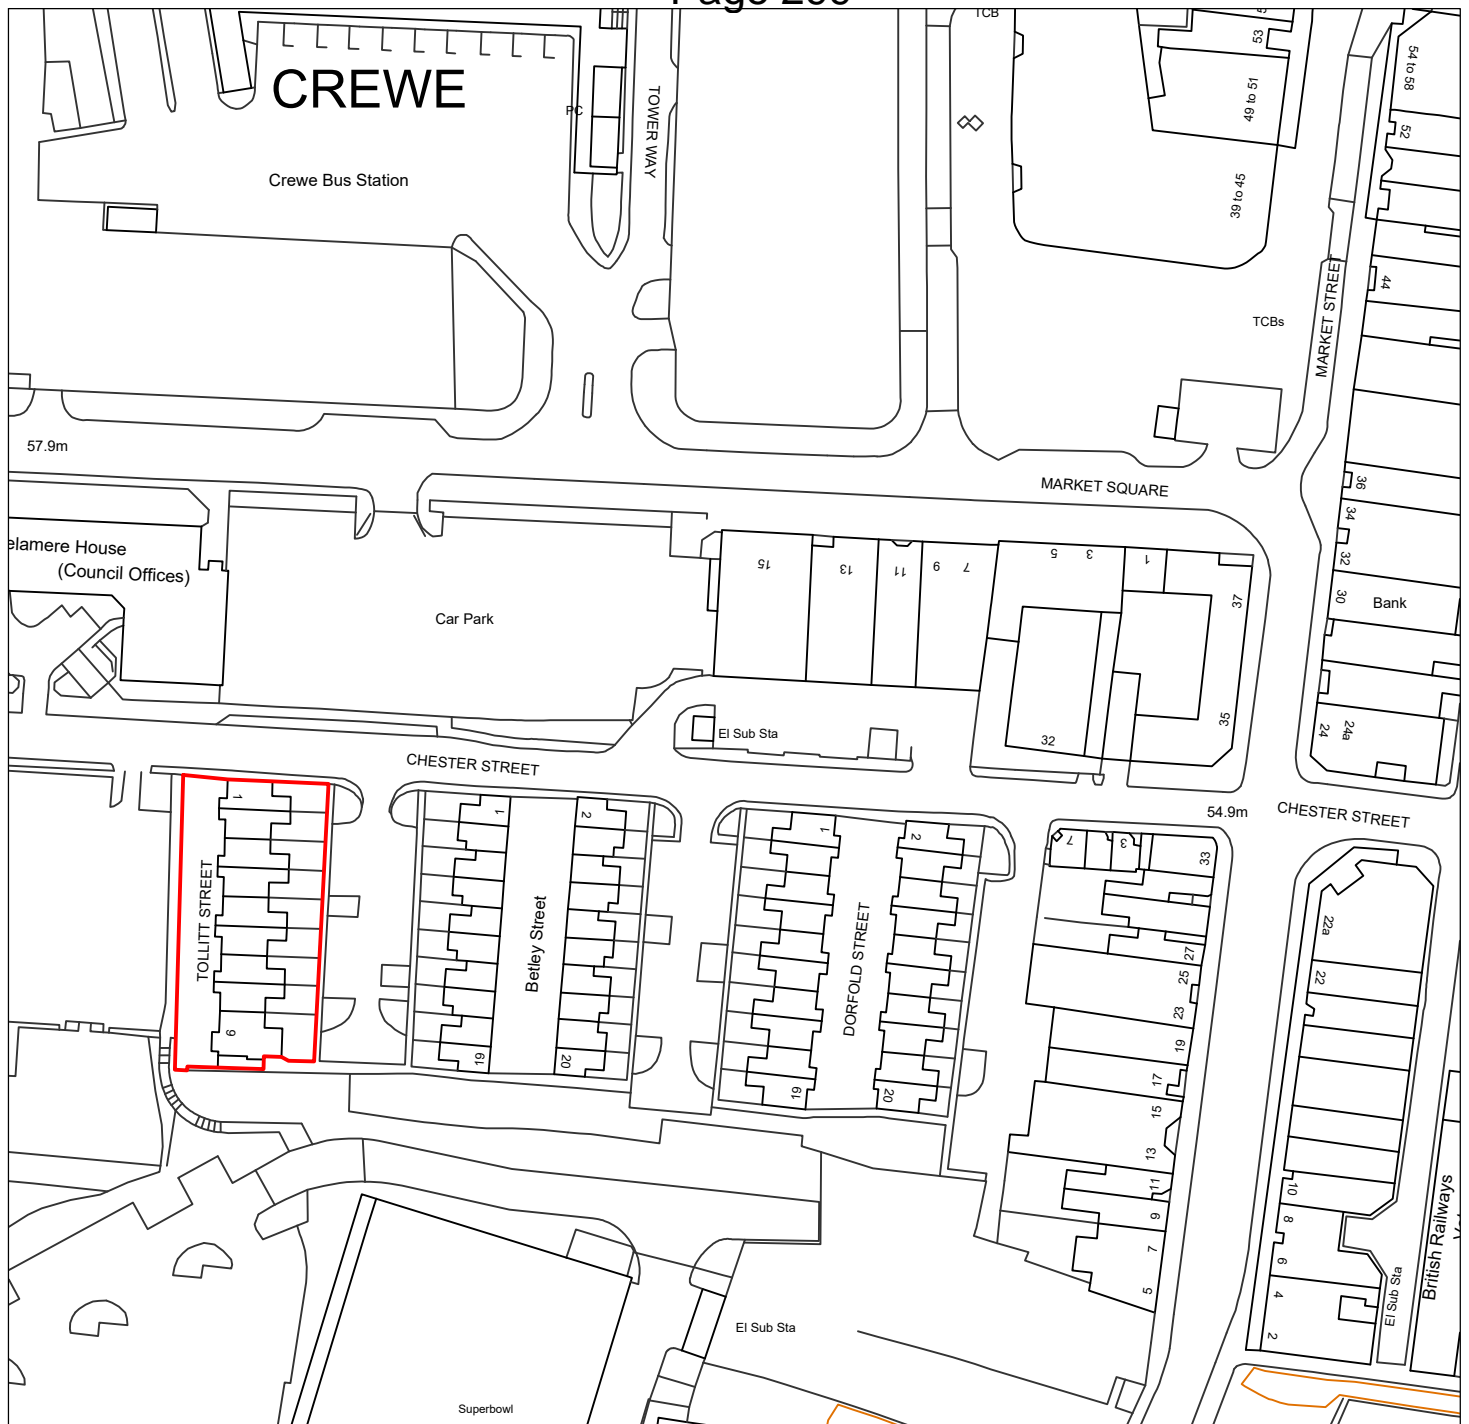 TCB
53
54 to 58
CREWE
49 to 51
PC
TOWER WAY
52
Crewe Bus Station
39 to 45
44
MARKET STREET
TCBs
57.9m
MARKET SQUARE
36
34
32
elamere House
(Council Offices)
15
13
11
9
7
5
3
1
37
30
Bank
Car Park
35
24
24a
El Sub Sta
32
CHESTER STREET
54.9m
CHESTER STREET
1
1
2
1
2
7
3
33
TOLLITT STREET
Betley Street
DORFOLD STREET
22a
27
25
22
23
9
19
19
20
19
20
17
15
13
11
10
9
8
7
6
5
4
2
British Railways
El Sub Sta
El Sub Sta
Superbowl